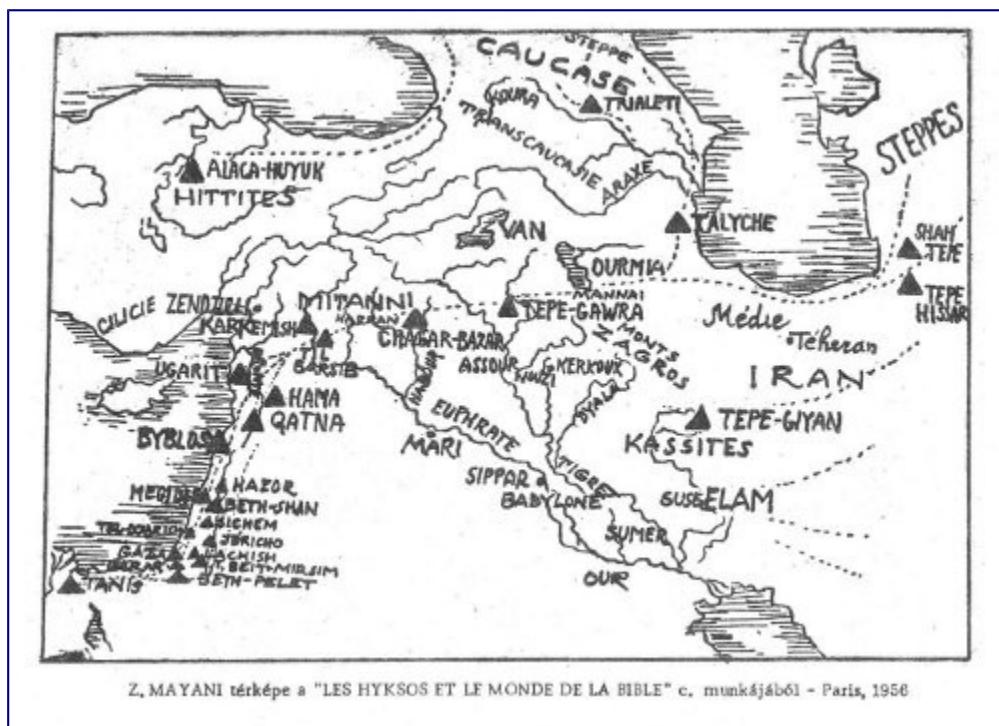 STEPPE
CAUCASE
KOURA
TRIALETI
TRANSCAUCASIE
ARAXE
STEPPES
ALACA-HUYUK
HITTITES
VAN
TALYCHE
SHAH
TEPE
OURMIA
MANNAI
TEPE
HISSAR
CILICIE
ZENDZIRLI
MITANNI
HARRAN
KARKEMISH
CHAGAR-BAZAR
TEPE-GAWRA
Médie
Téheran
TIL
BARSIB
ASSOUR
NUZI
KERKOUK
MONTS
ZAGROS
IRAN
UGARIT
HAMA
QATNA
DYALA
TEPE-GIYAN
KASSITES
BYBLOS
EUPHRATE
MARI
TIGRE
SIPPAR
BABYLONE
SUSE
ELAM
SUMER
OUR
MEGIDDO
HAZOR
BETH-SHAN
SICHEM
JÉRICHO
GAZA
LACHISH
T. BEIT-MIRSIM
BETH-PELET
TANIS
Z. MAYANI térképe a "LES HYKSOS ET LE MONDE DE LA BIBLE" c. munkájából - Paris, 1956